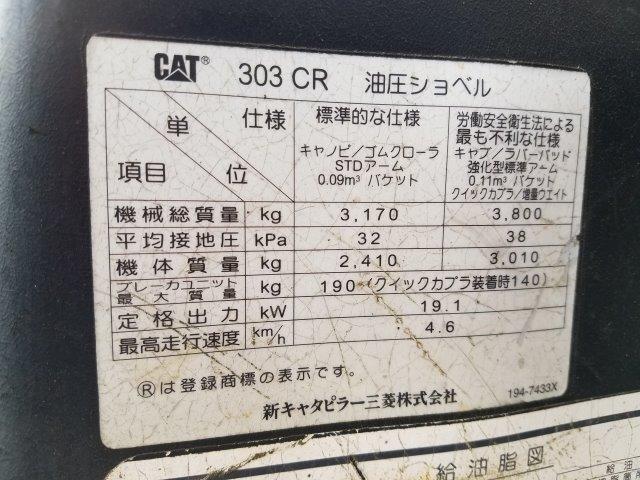 CAT® 303 CR 油圧ショベル
単 仕様 標準的な仕様 労働安全衛生法による
最も不利な仕様
項目 位 キャノピ/ゴムクローラ
STDアーム
0.09m³ バケット
キャブ/ラバーパッド
強化型標準アーム
0.11m³ バケット
クイックカプラ/増量ウエイト
機械総質量 kg 3,170 3,800
平均接地圧 kPa 32 38
機体質量 kg 2,410 3,010
ブレーカユニット
最大質量 kg 190(クイックカプラ装着時140)
定格出力 kW 19.1
最高走行速度 km/h 4.6
®は登録商標の表示です。
新キャタピラー三菱株式会社 194-7433X
給油脂図
給油